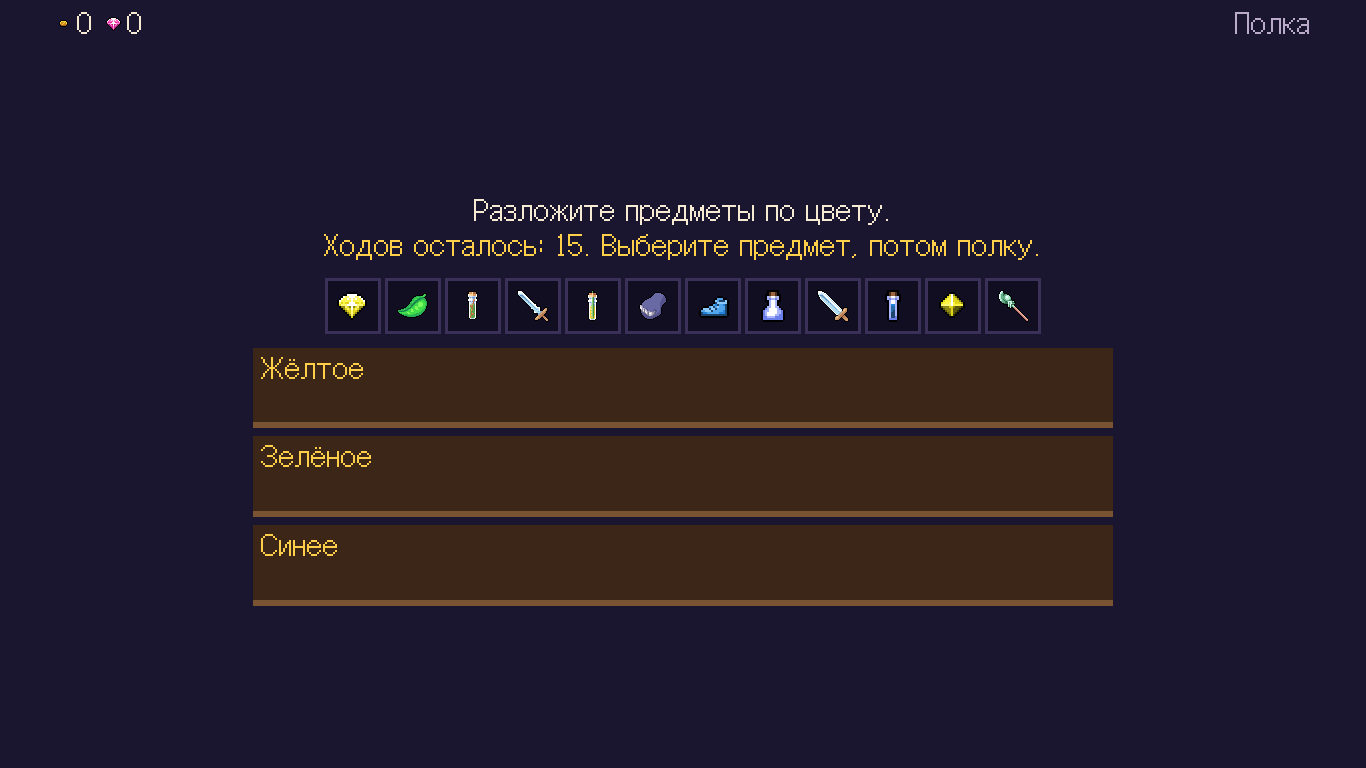 0 0
Полка
Разложите предметы по цвету.
Ходов осталось: 15. Выберите предмет, потом полку.
Жёлтое
Зелёное
Синее